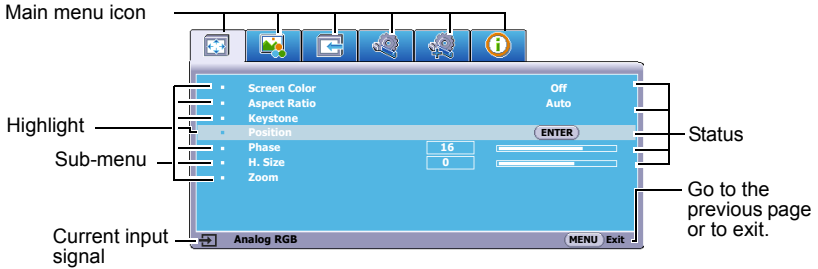 Main menu icon
Screen Color Off
Aspect Ratio Auto
Keystone
Highlight
Position ENTER
Status
Phase 16
Sub-menu
H. Size 0
Zoom
Go to the
previous page
or to exit.
Current input
signal
Analog RGB
MENU Exit